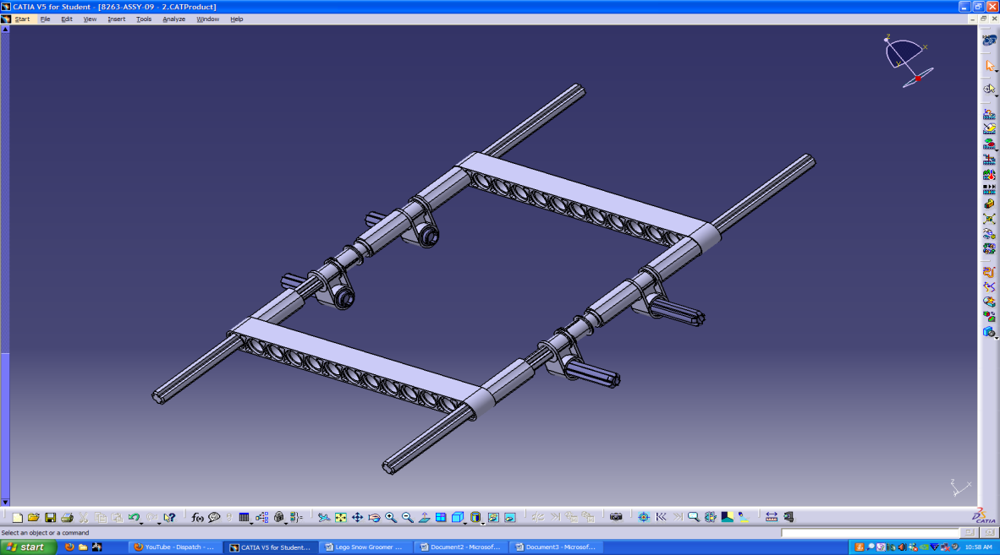 CATIA V5 for Student - [8263-ASSY-09 - 2.CATProduct]
Start File Edit View Insert Tools Analyze Window Help
Z
X
Y
Z
X
Y
f(x)
CATIA
Select an object or a command
start
YouTube - Dispatch - ...
CATIA V5 for Student...
Lego Snow Groomer ...
Document2 - Microsof...
Document3 - Microsof...
10:58 AM